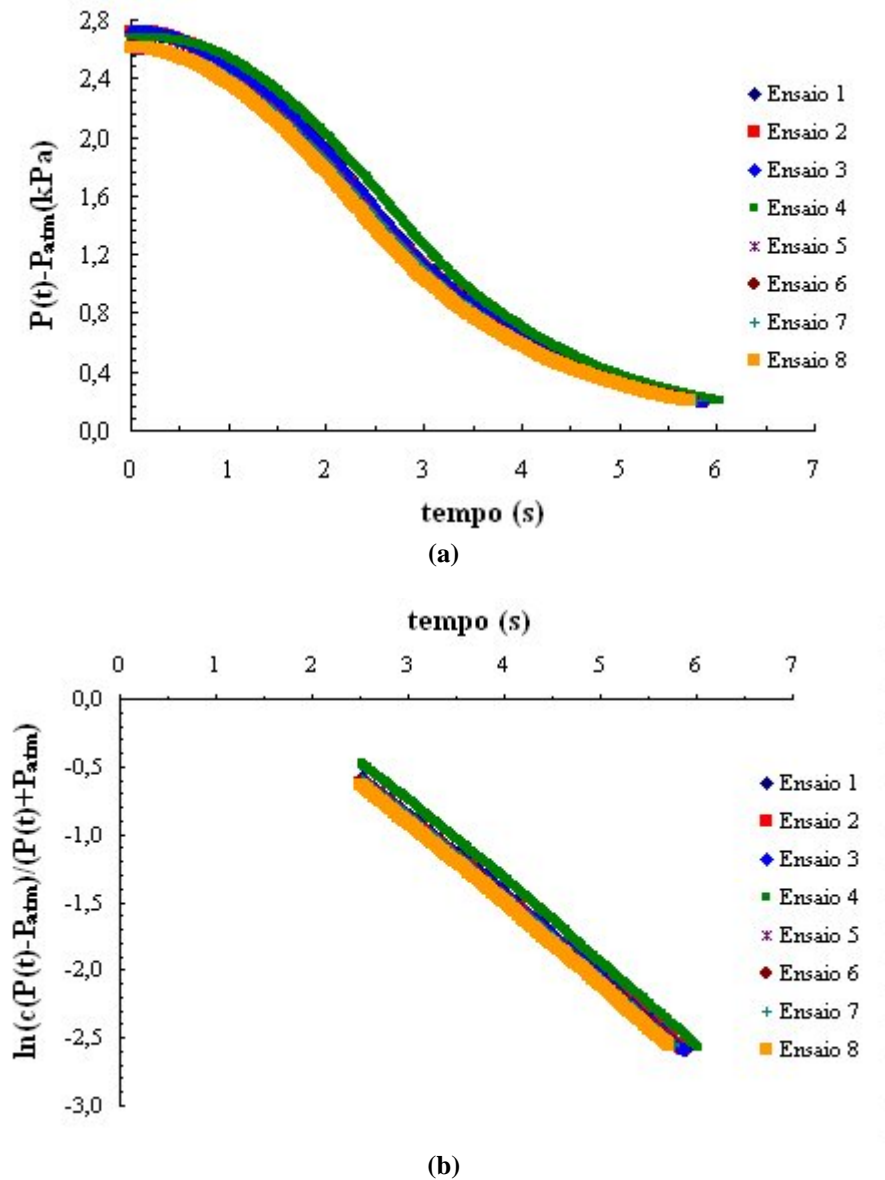 P(t)-Patm(kPa)
2,8
2,4
2,0
1,6
1,2
0,8
0,4
0,0
0 1 2 3 4 5 6 7
tempo (s)
Ensaio 1
Ensaio 2
Ensaio 3
Ensaio 4
Ensaio 5
Ensaio 6
Ensaio 7
Ensaio 8
(a)
tempo (s)
0 1 2 3 4 5 6 7
ln(c(P(t)-Patm)/(P(t)+Patm)
0,0
-0,5
-1,0
-1,5
-2,0
-2,5
-3,0
Ensaio 1
Ensaio 2
Ensaio 3
Ensaio 4
Ensaio 5
Ensaio 6
Ensaio 7
Ensaio 8
(b)